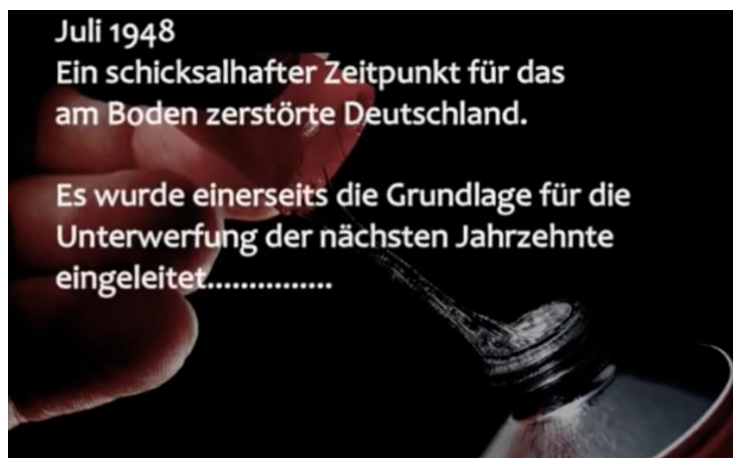 Juli 1948
Ein schicksalhafter Zeitpunkt für das
am Boden zerstörte Deutschland.
Es wurde einerseits die Grundlage für die
Unterwerfung der nächsten Jahrzehnte
eingeleitet...............